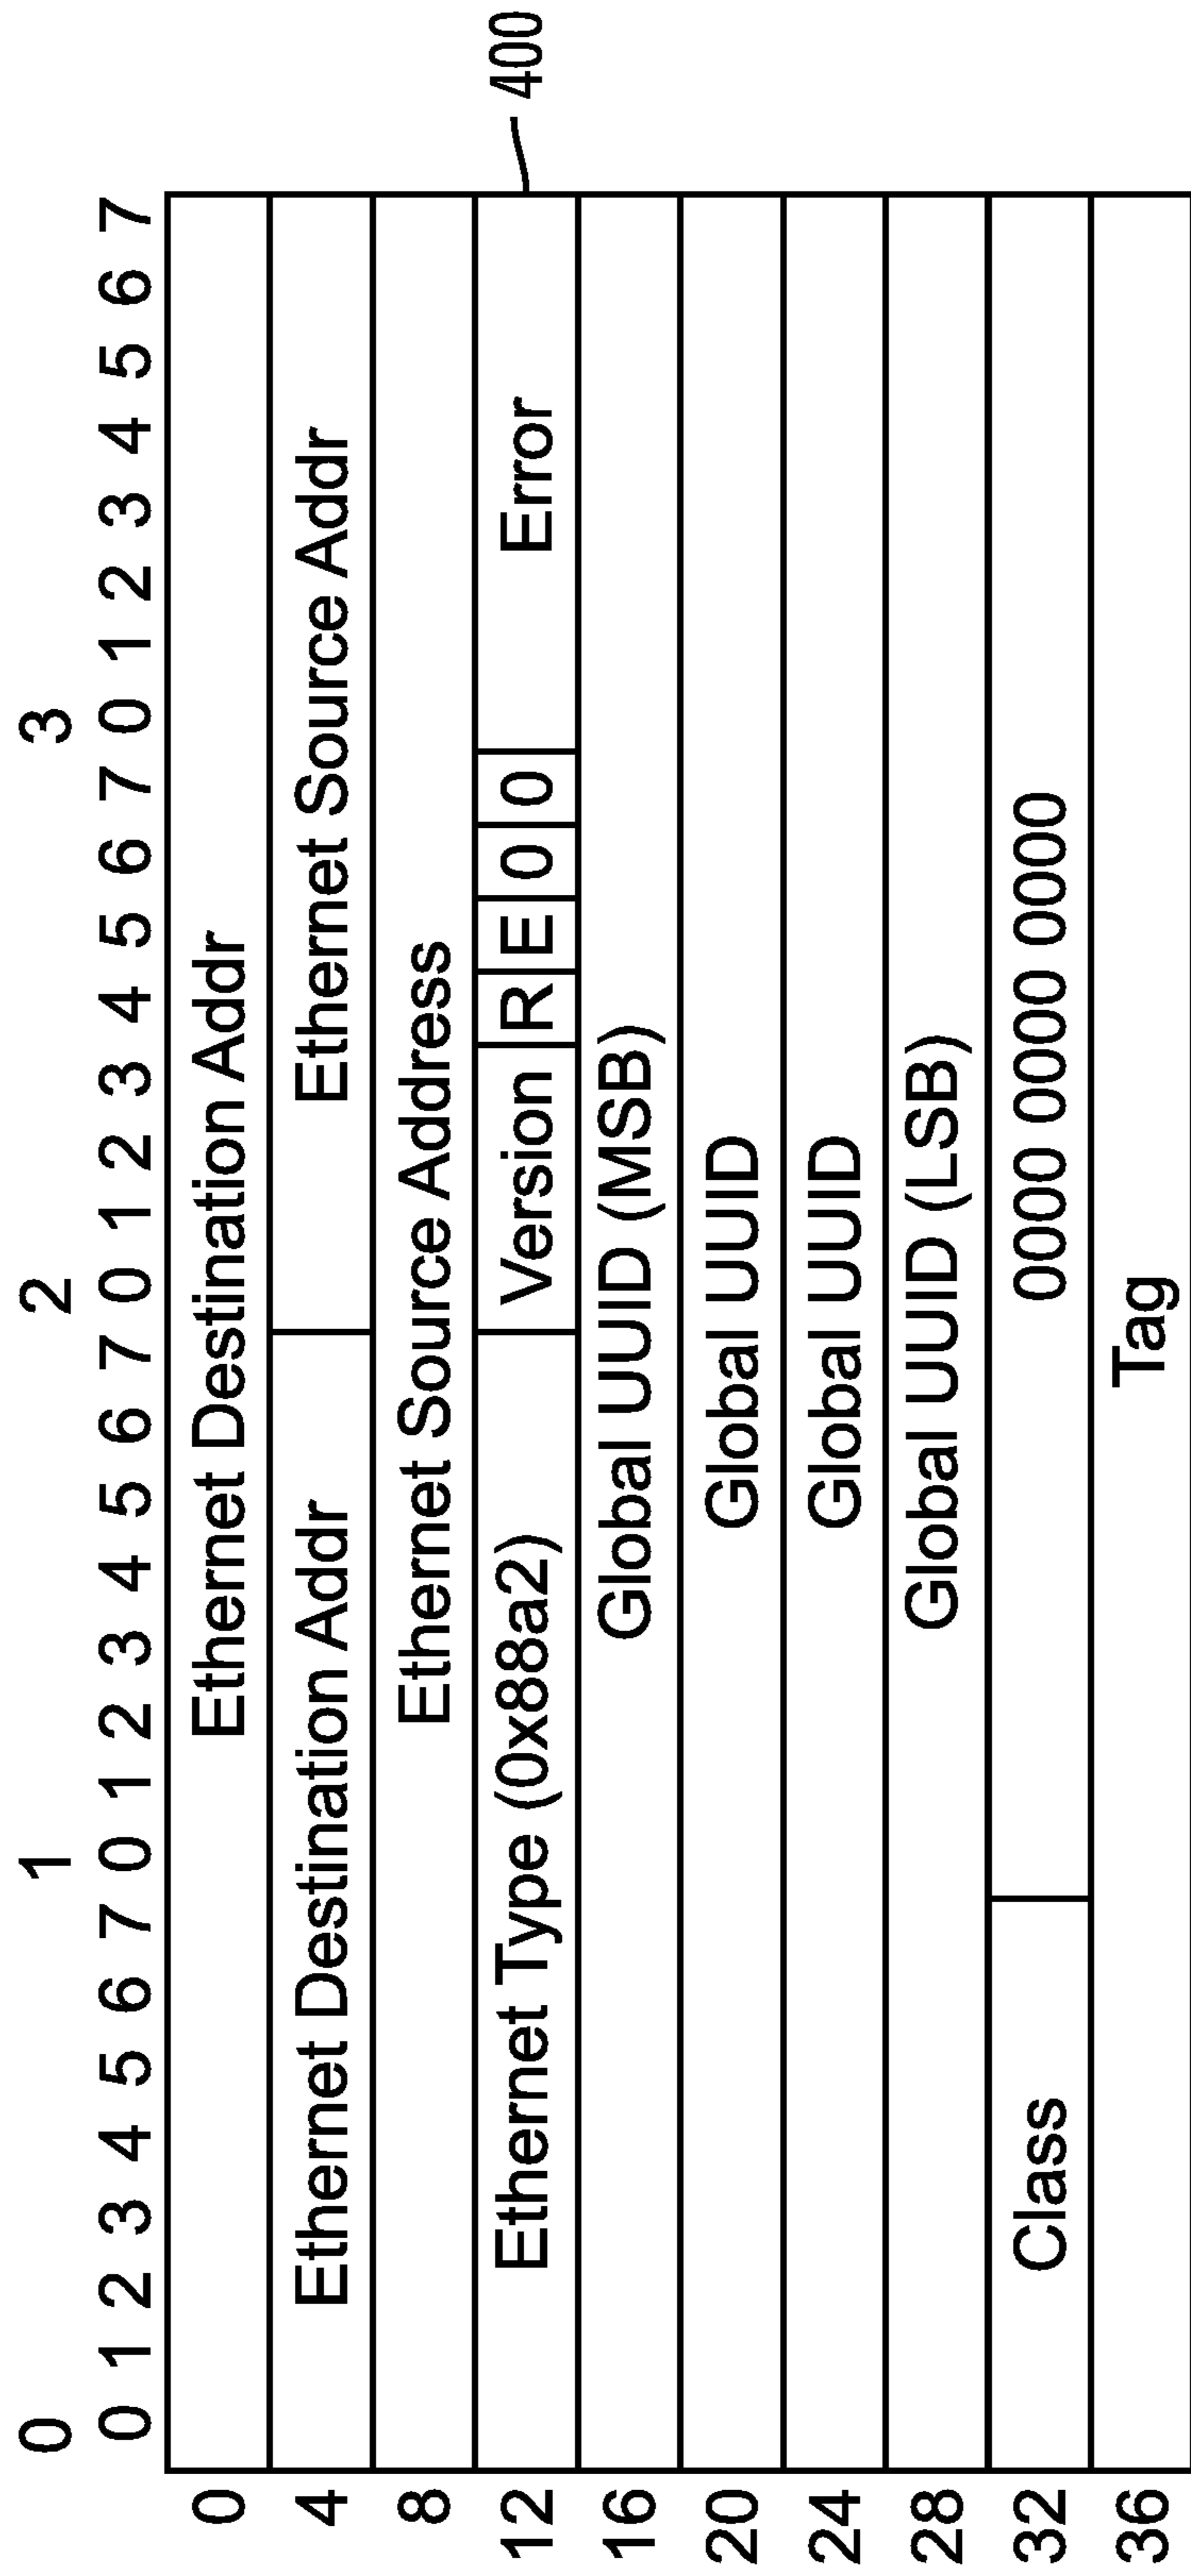 0 1 2 3
0 1 2 3 4 5 6 7 0 1 2 3 4 5 6 7 0 1 2 3 4 5 6 7 0 1 2 3 4 5 6 7
0 Ethernet Destination Addr
4 Ethernet Destination Addr Ethernet Source Addr
8 Ethernet Source Address
12 Ethernet Type (0x88a2) Version R E 0 0 Error 400
16 Global UUID (MSB)
20 Global UUID
24 Global UUID
28 Global UUID (LSB)
32 Class 0000 0000 0000
36 Tag